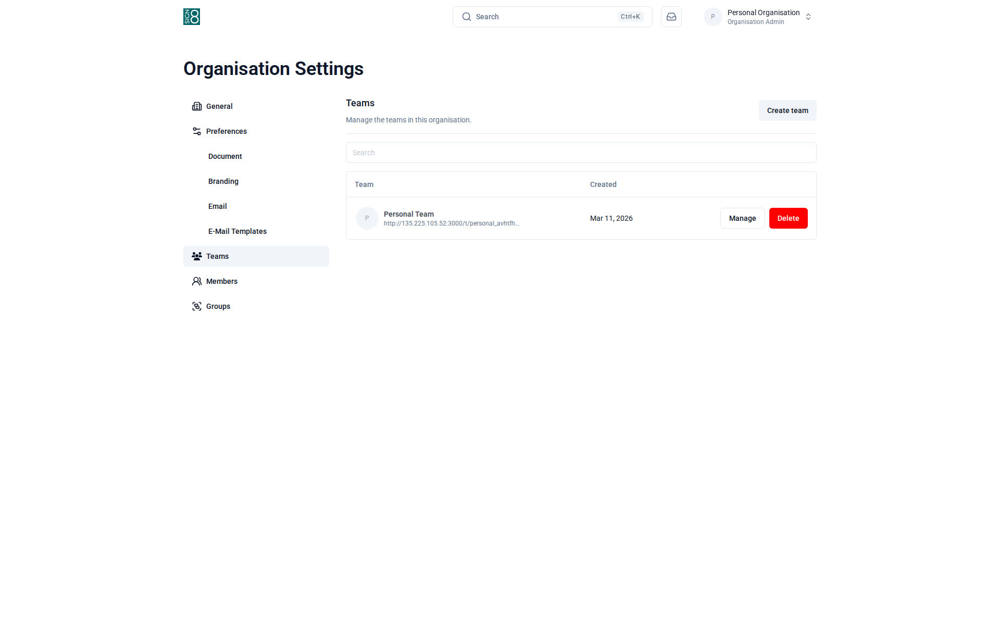 SIGN8
Search
Ctrl+K
P
Personal Organisation
Organisation Admin
Organisation Settings
General
Preferences
Document
Branding
Email
E-Mail Templates
Teams
Members
Groups
Teams
Manage the teams in this organisation.
Create team
Search
Team
Created
P
Personal Team
http://135.225.105.52:3000/t/personal_avhtfh...
Mar 11, 2026
Manage
Delete